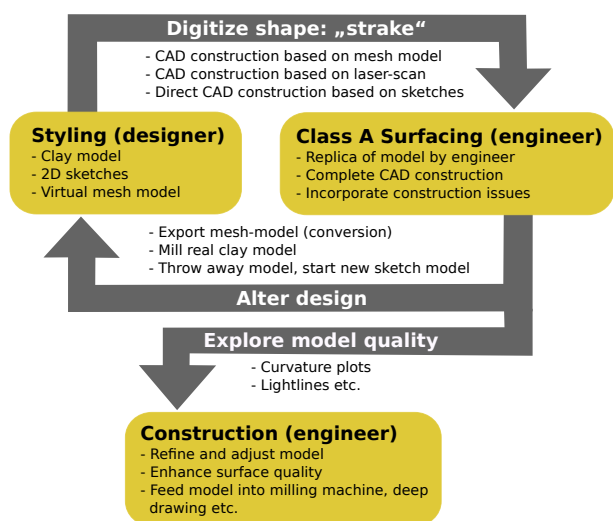 Digitize shape: „strake“
- CAD construction based on mesh model
- CAD construction based on laser-scan
- Direct CAD construction based on sketches
Styling (designer)
- Clay model
- 2D sketches
- Virtual mesh model
Class A Surfacing (engineer)
- Replica of model by engineer
- Complete CAD construction
- Incorporate construction issues
- Export mesh-model (conversion)
- Mill real clay model
- Throw away model, start new sketch model
Alter design
Explore model quality
- Curvature plots
- Lightlines etc.
Construction (engineer)
- Refine and adjust model
- Enhance surface quality
- Feed model into milling machine, deep
drawing etc.